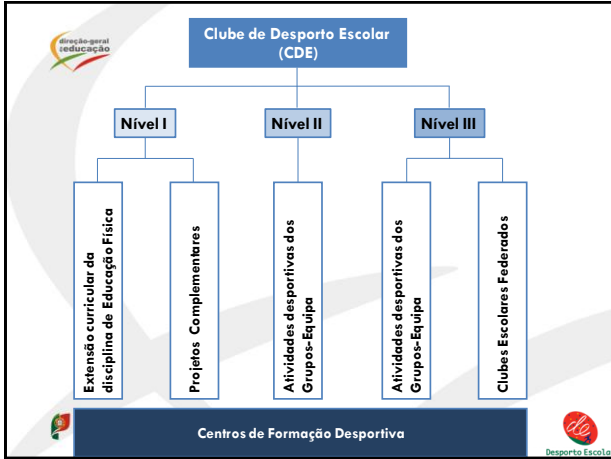 direção-geral
:educação
Clube de Desporto Escolar
(CDE)
Nível I
Nível II
Nível III
Extensão curricular da
disciplina de Educação Física
Projetos Complementares
Atividades desportivas dos
Grupos-Equipa
Atividades desportivas dos
Grupos-Equipa
Clubes Escolares Federados
Centros de Formação Desportiva
de
Desporto Escola